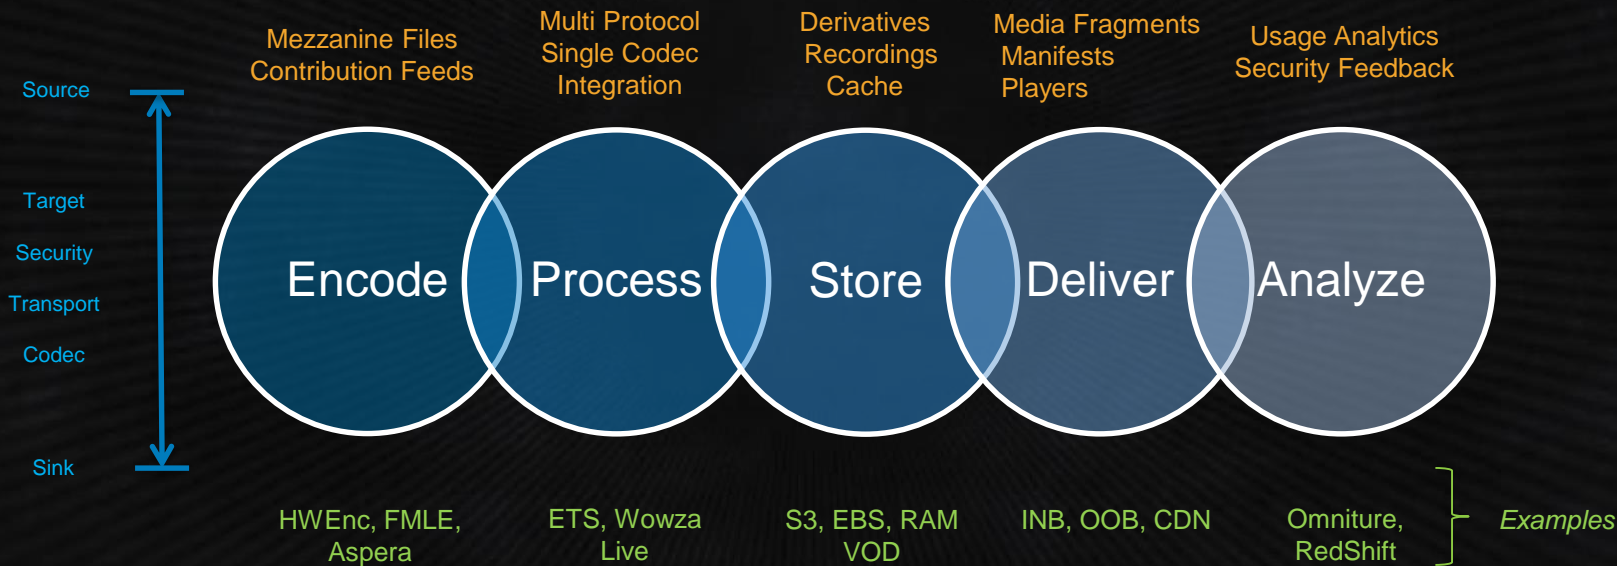 Mezzanine Files
Contribution Feeds
Multi Protocol
Single Codec
Integration
Derivatives
Recordings
Cache
Media Fragments
Manifests
Players
Usage Analytics
Security Feedback
Source
Target
Security
Transport
Codec
Sink
Encode
Process
Store
Deliver
Analyze
HWEnc, FMLE,
Aspera
ETS, Wowza
Live
S3, EBS, RAM
VOD
INB, OOB, CDN
Omniture,
RedShift
Examples